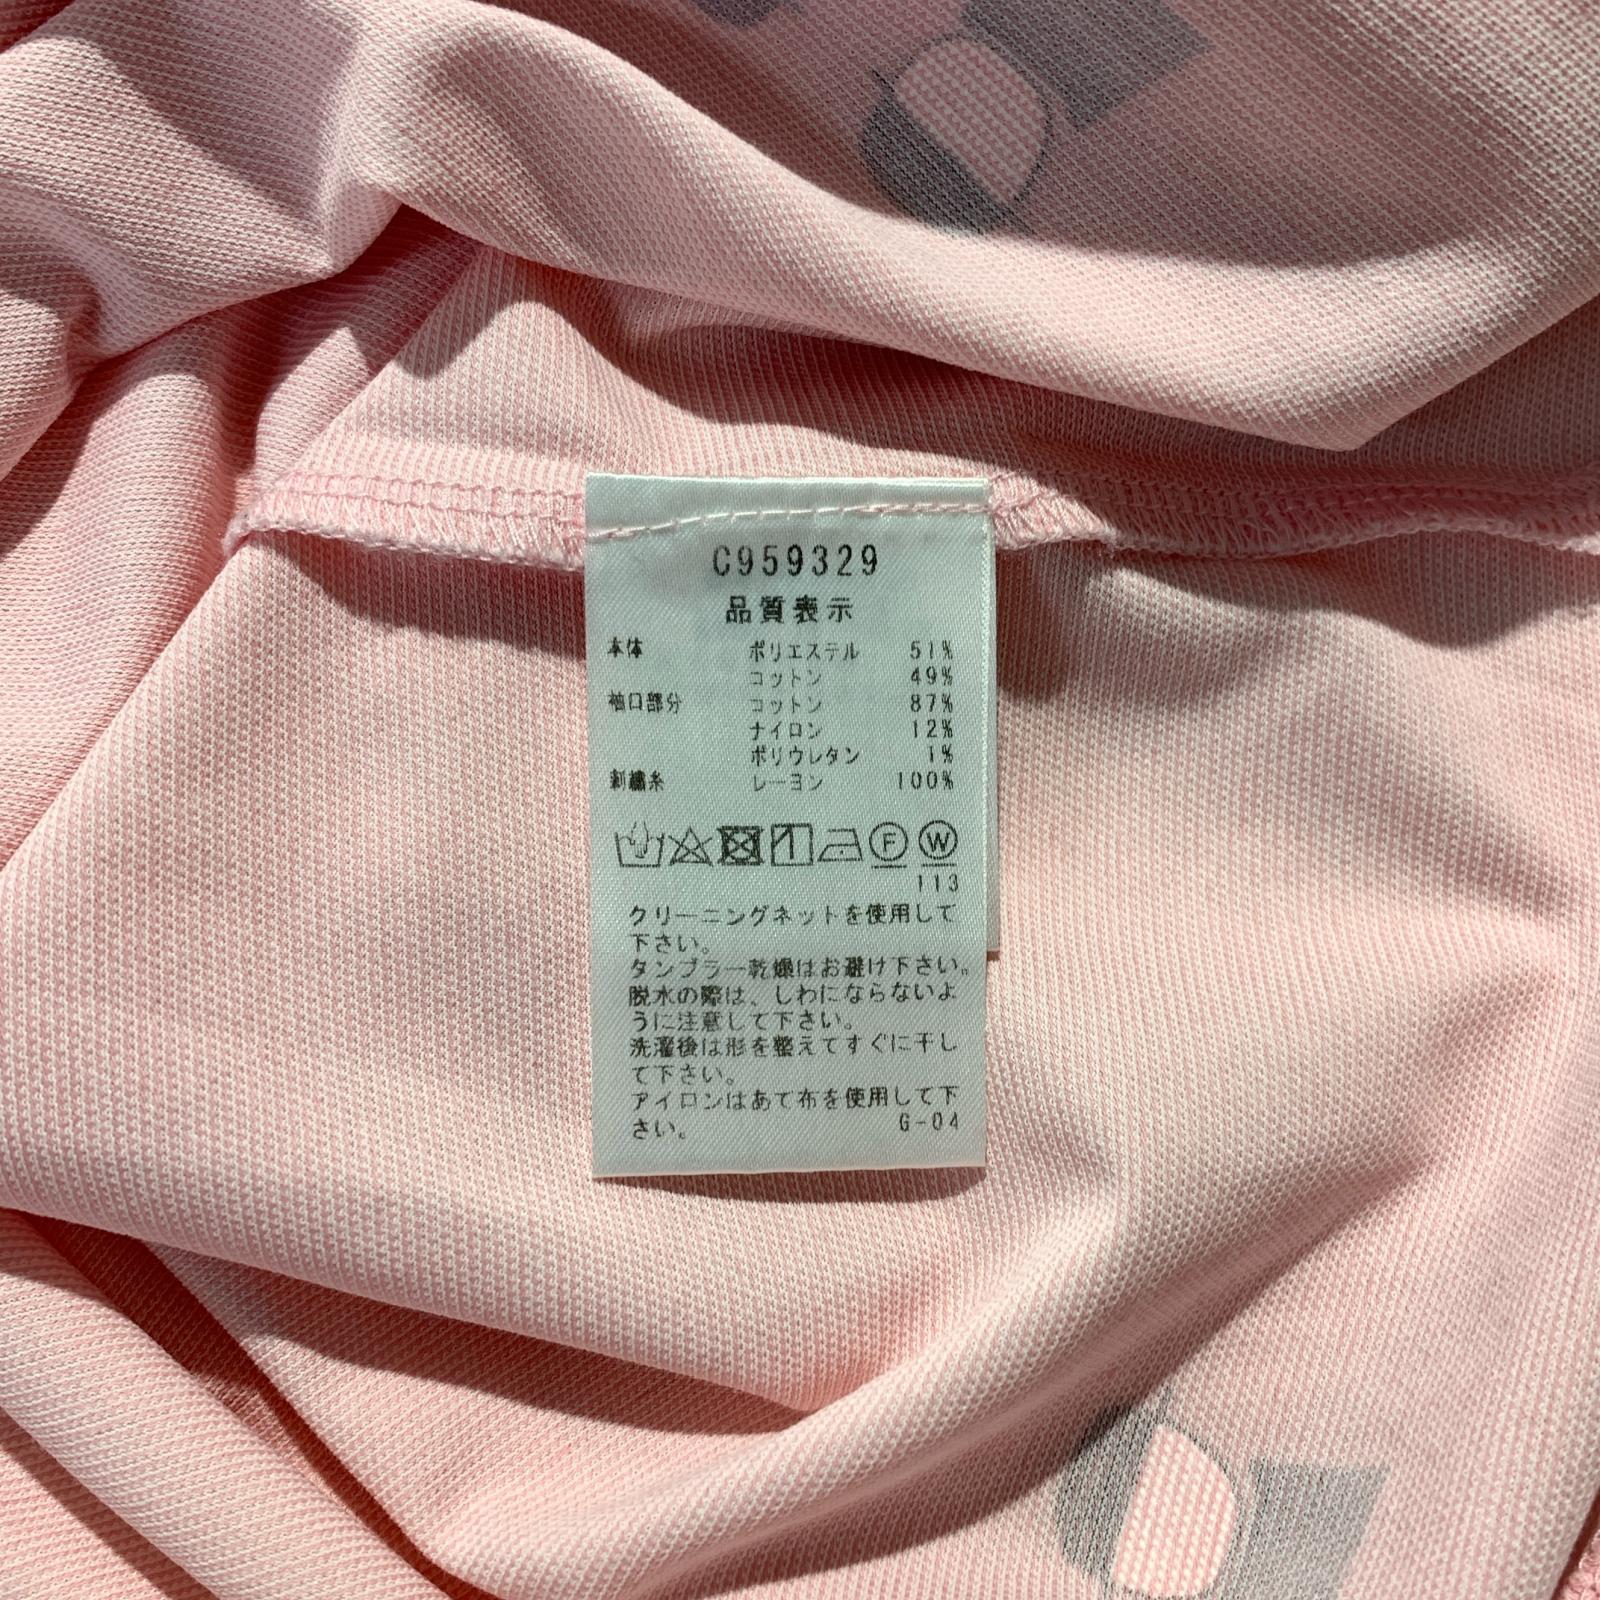 C959329
品質表示
本体 ポリエステル 51%
コットン 49%
袖口部分 コットン 87%
ナイロン 12%
ポリウレタン 1%
刺繍糸 レーヨン 100%
F W
113
クリーニングネットを使用して
下さい。
タンブラー乾燥はお避け下さい。
脱水の際は、しわにならないよ
うに注意して下さい。
洗濯後は形を整えてすぐに干し
て下さい。
アイロンはあて布を使用して下
さい。 G-04